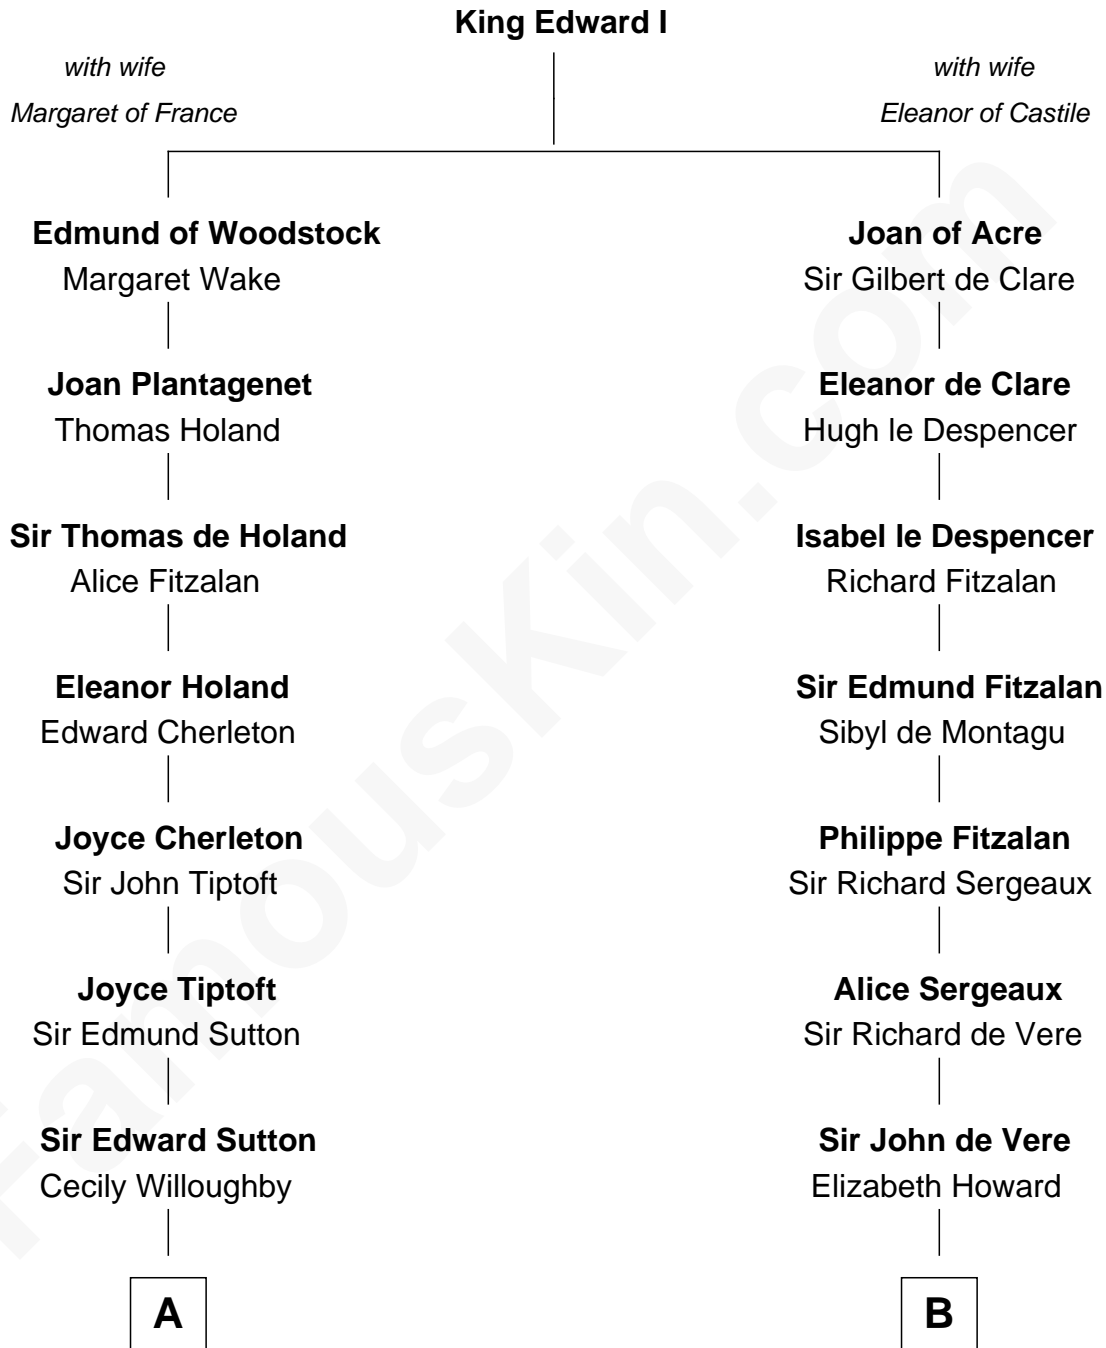 King Edward I
with wife
Margaret of France
with wife
Eleanor of Castile
Edmund of Woodstock
Margaret Wake
Joan of Acre
Sir Gilbert de Clare
Joan Plantagenet
Thomas Holand
Eleanor de Clare
Hugh le Despencer
Sir Thomas de Holand
Alice Fitzalan
Isabel le Despencer
Richard Fitzalan
Eleanor Holand
Edward Cherleton
Sir Edmund Fitzalan
Sibyl de Montagu
Joyce Cherleton
Sir John Tiptoft
Philippe Fitzalan
Sir Richard Sergeaux
Joyce Tiptoft
Sir Edmund Sutton
Alice Sergeaux
Sir Richard de Vere
Sir Edward Sutton
Cecily Willoughby
Sir John de Vere
Elizabeth Howard
A
B
FamousKin.com